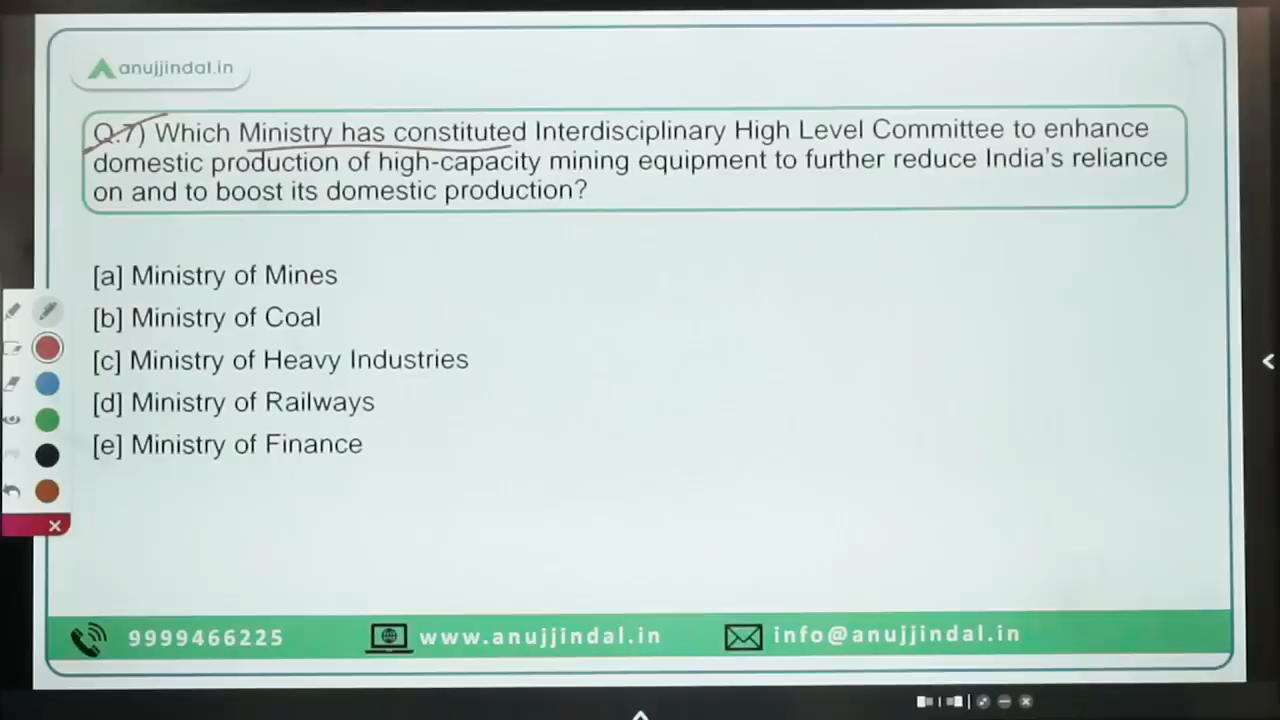 anujjindal.in
Q.7) Which Ministry has constituted Interdisciplinary High Level Committee to enhance
domestic production of high-capacity mining equipment to further reduce India's reliance
on and to boost its domestic production?
[a] Ministry of Mines
[b] Ministry of Coal
[c] Ministry of Heavy Industries
[d] Ministry of Railways
[e] Ministry of Finance
9999466225 www.anujjindal.in info@anujjindal.in